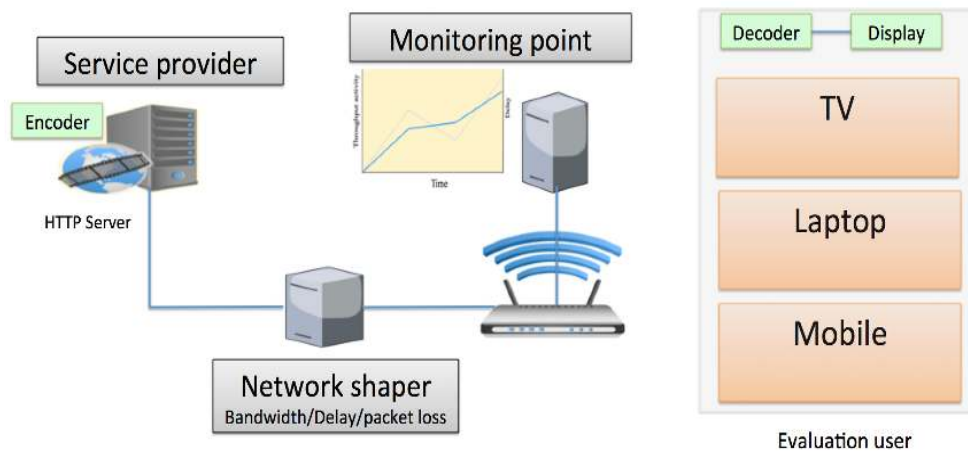 Service provider
Encoder
HTTP Server
Monitoring point
Throughput activity
Delay
Time
Network shaper
Bandwidth/Delay/packet loss
Decoder
Display
TV
Laptop
Mobile
Evaluation user